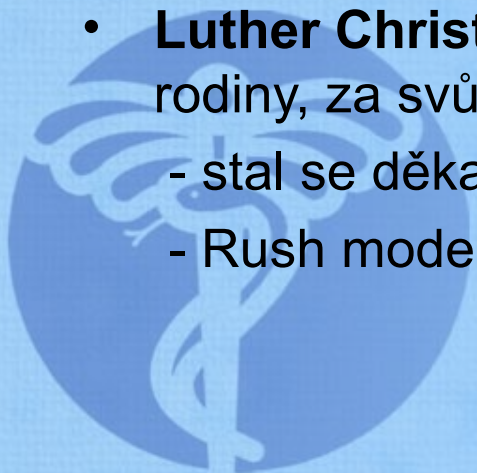 • Luther Christ
rodiny, za svů
- stal se děka
- Rush mode